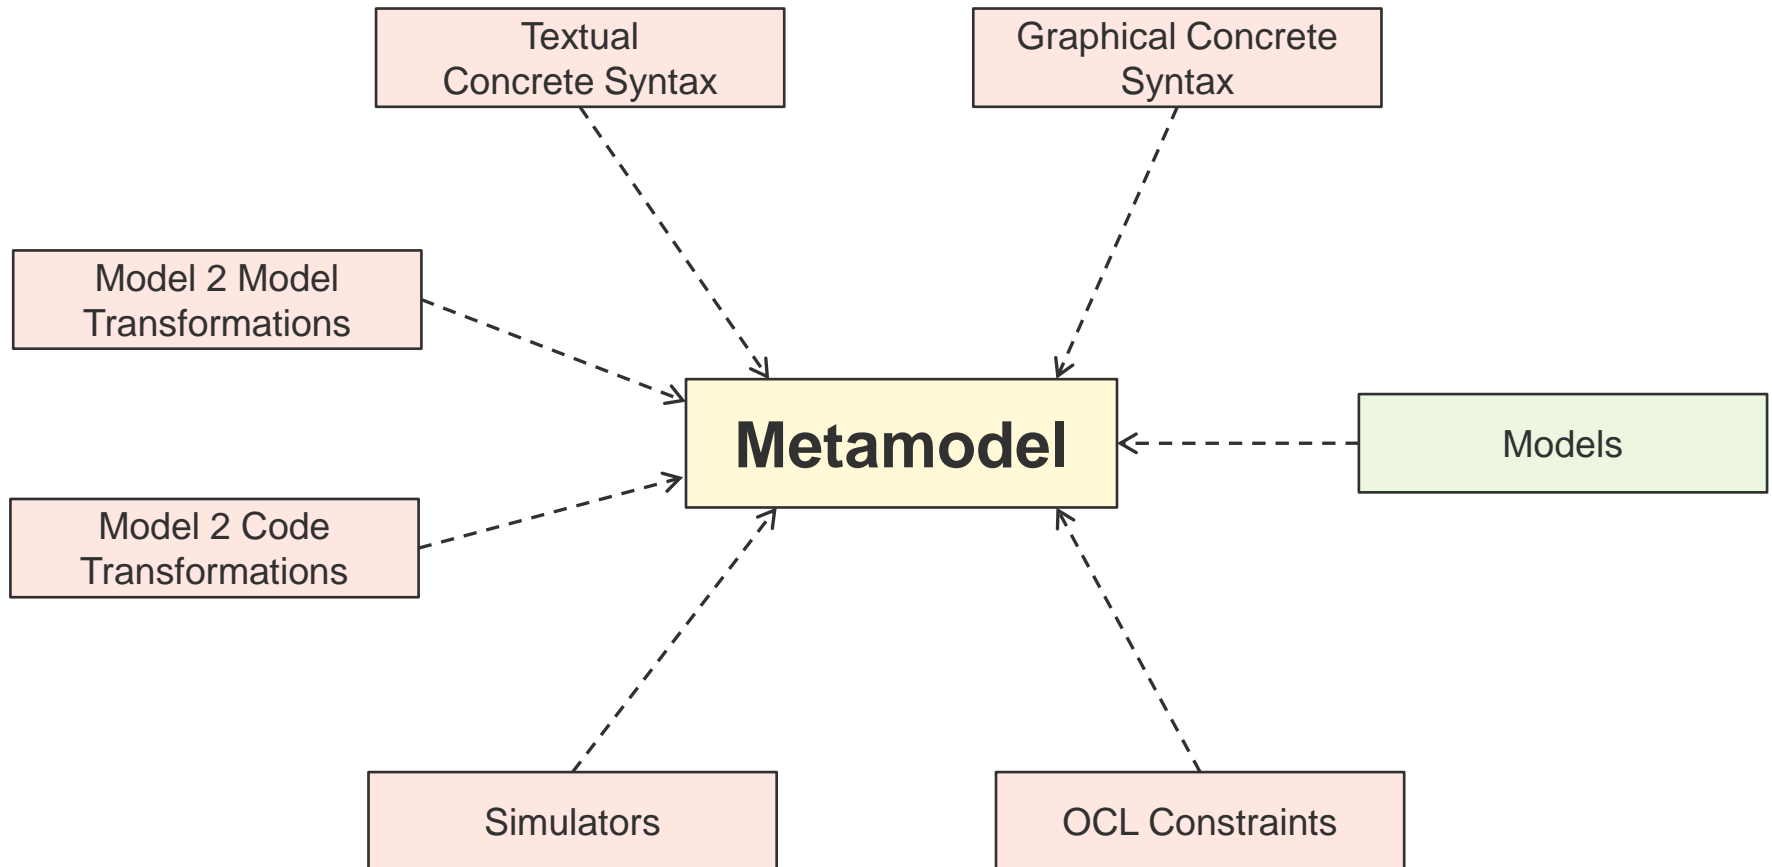 Textual
Concrete Syntax
Graphical Concrete
Syntax
Model 2 Model
Transformations
Metamodel
Models
Model 2 Code
Transformations
Simulators
OCL Constraints